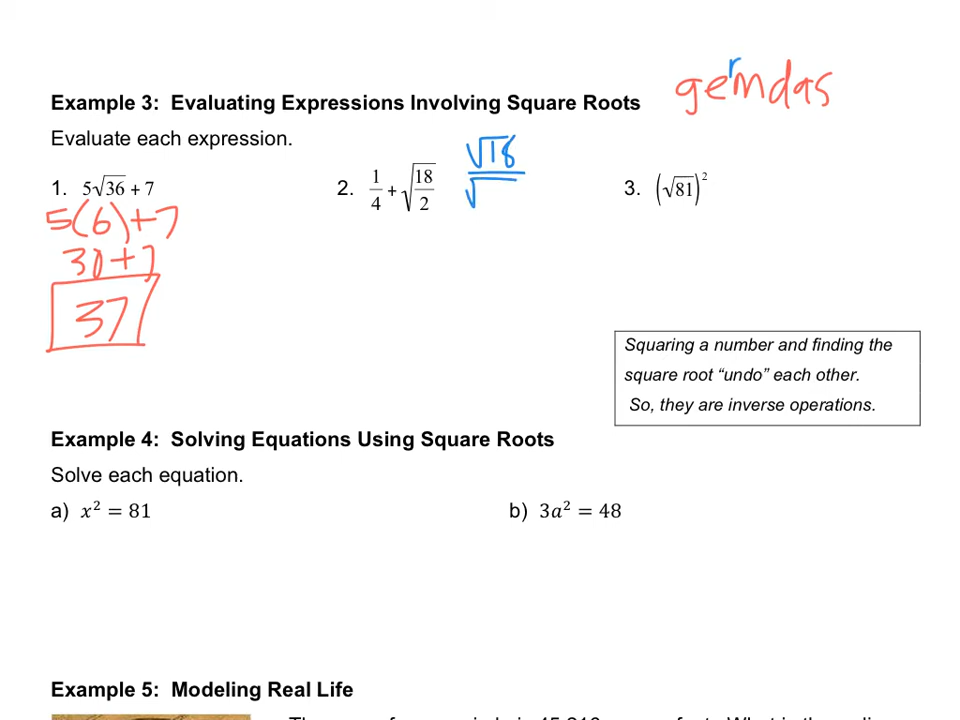 germdas
Example 3: Evaluating Expressions Involving Square Roots
Evaluate each expression.
1. 5√36 + 7
2. 1/4 + √(18/2)
√18
√
3. (√81)²
5(6)+7
30+7
37
Squaring a number and finding the
square root “undo” each other.
So, they are inverse operations.
Example 4: Solving Equations Using Square Roots
Solve each equation.
a) x² = 81
b) 3a² = 48
Example 5: Modeling Real Life